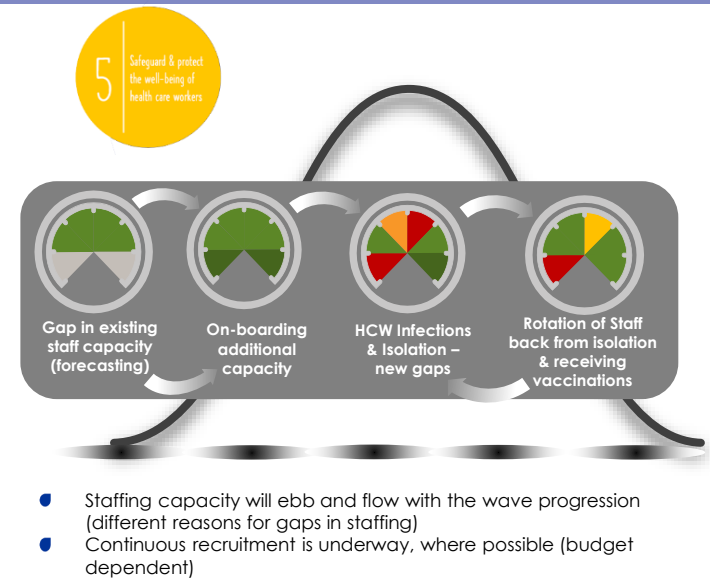 5
Safeguard & protect
the well-being of
health care workers
Gap in existing
staff capacity
(forecasting)
On-boarding
additional
capacity
HCW Infections
& Isolation –
new gaps
Rotation of Staff
back from isolation
& receiving
vaccinations
Staffing capacity will ebb and flow with the wave progression
(different reasons for gaps in staffing)
Continuous recruitment is underway, where possible (budget
dependent)